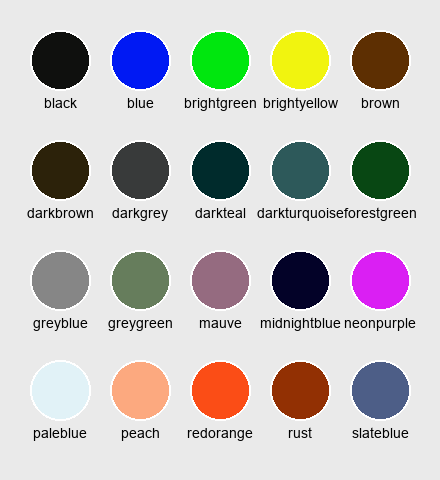 black blue brightgreen brightyellow brown
darkbrown darkgrey darkteal darkturquoise forestgreen
greyblue greygreen mauve midnightblue neonpurple
paleblue peach redorange rust slateblue